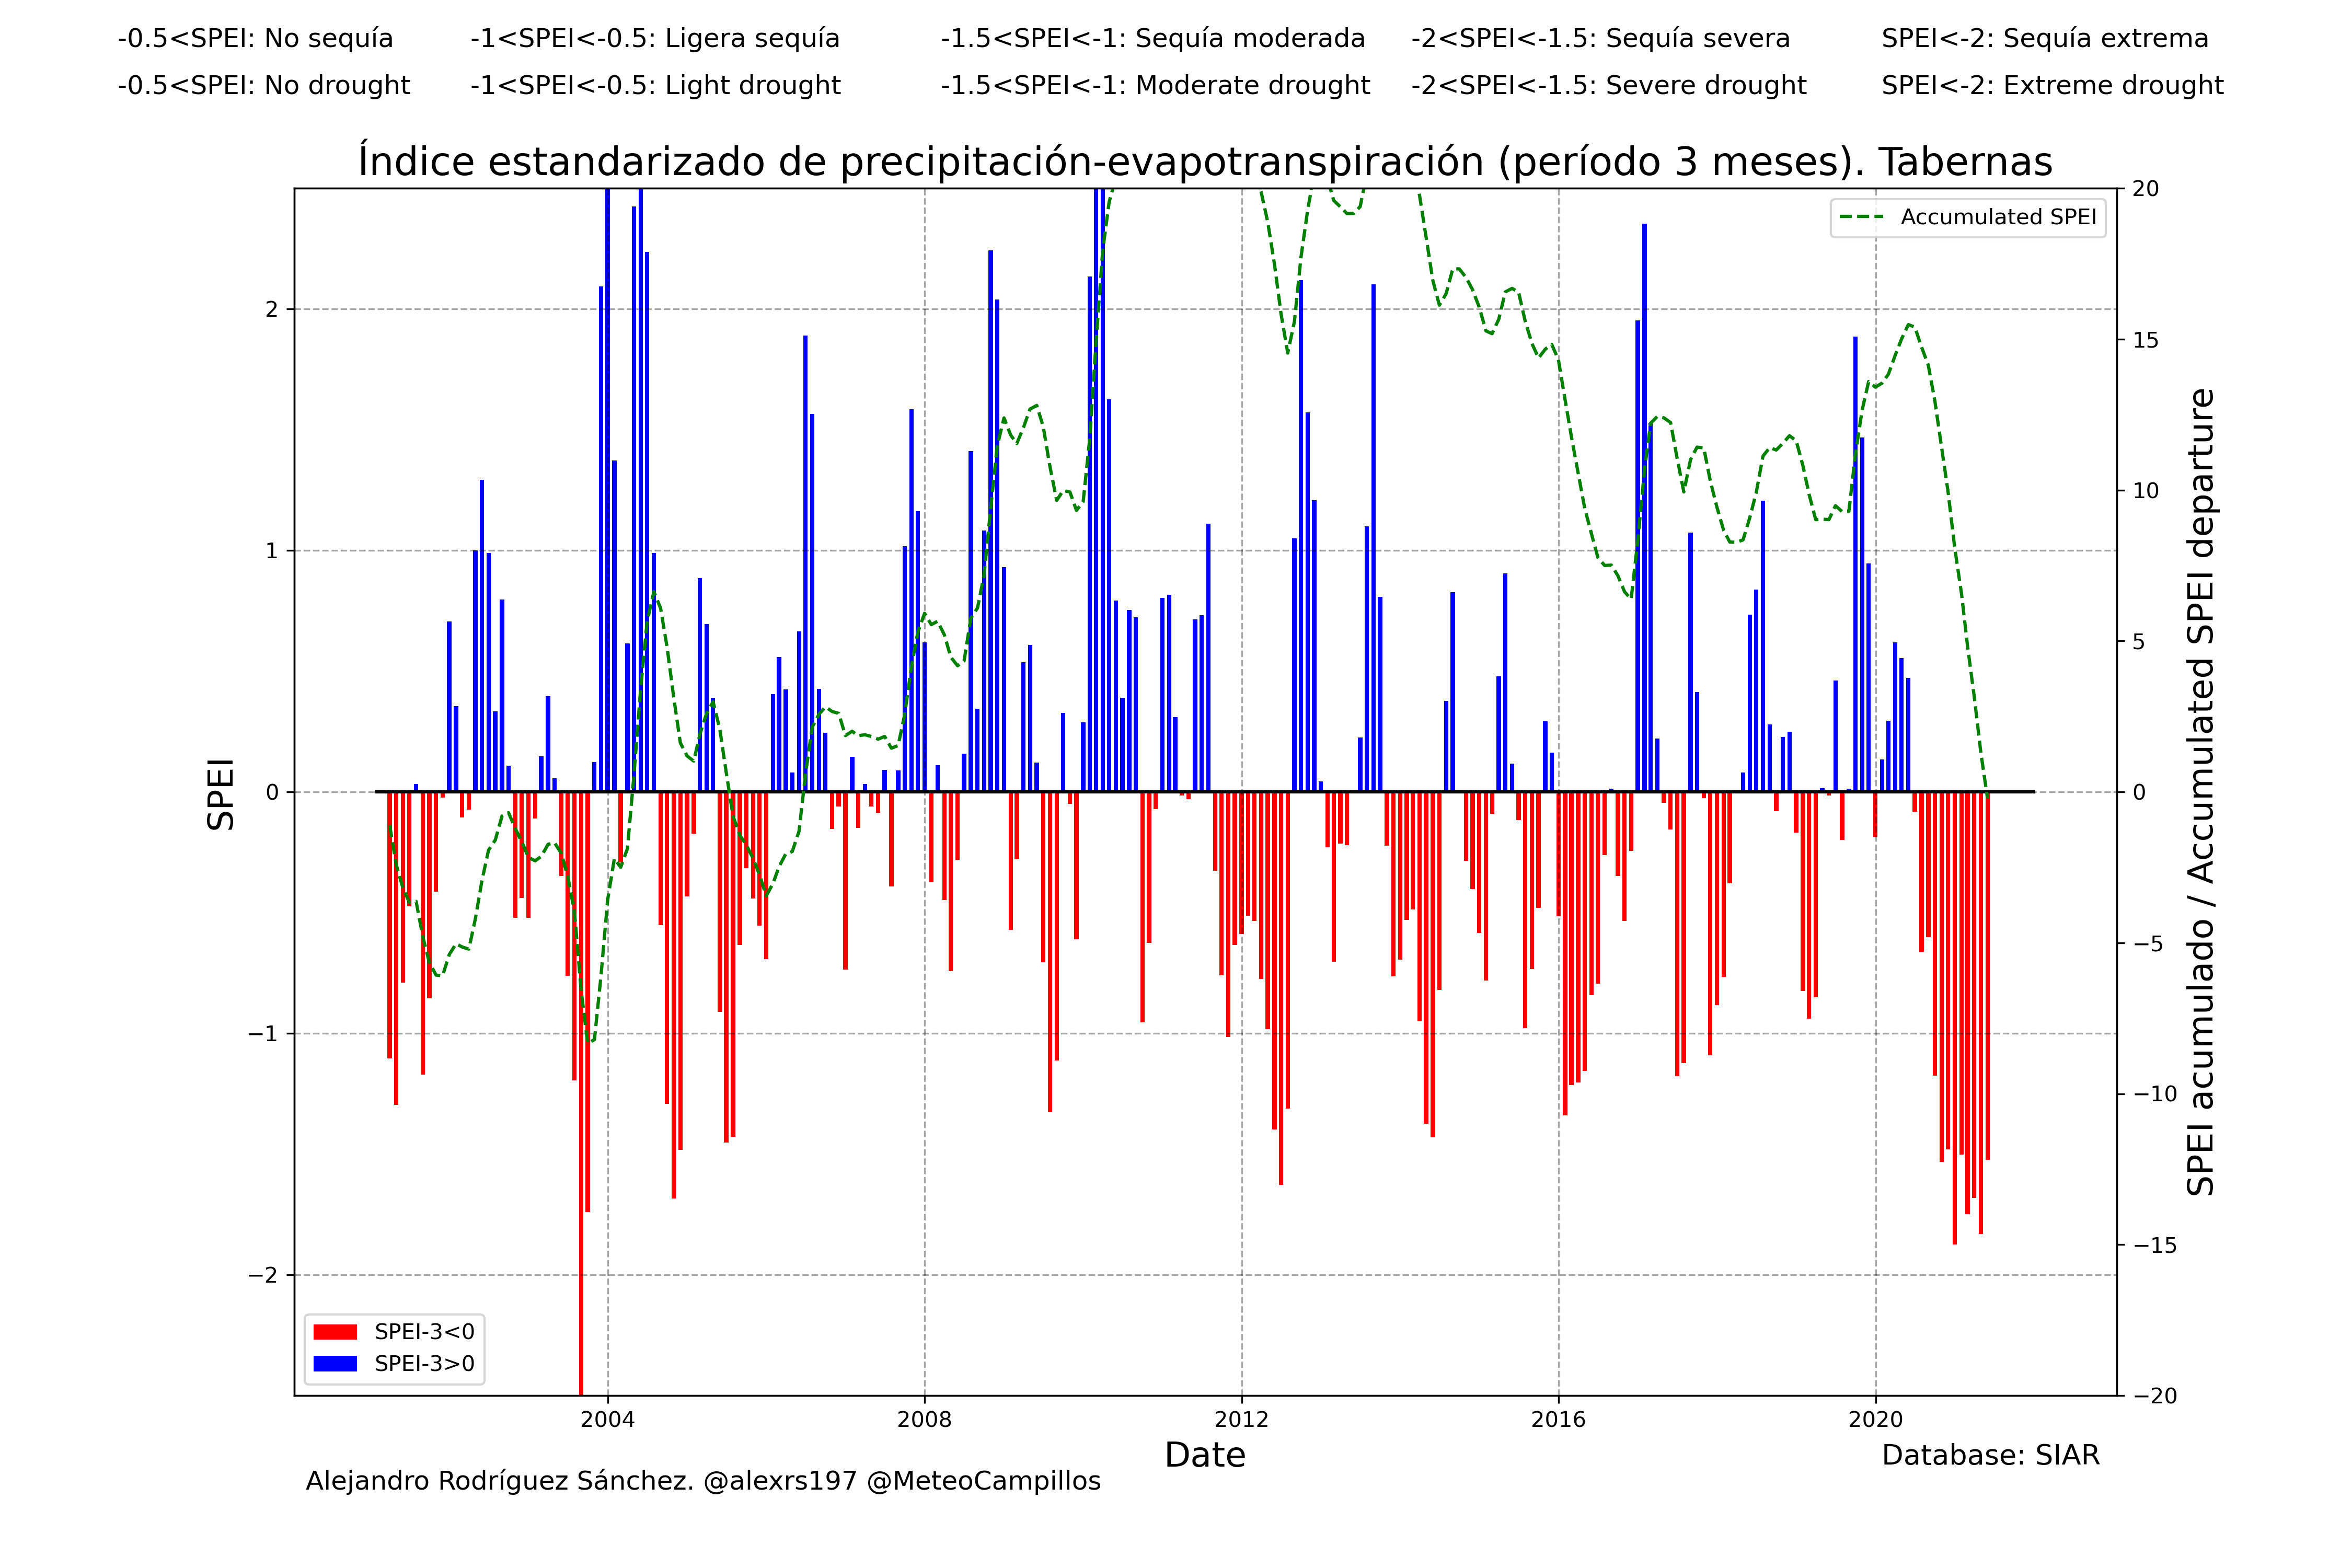 -0.5<SPEI: No sequía -1<SPEI<-0.5: Ligera sequía -1.5<SPEI<-1: Sequía moderada -2<SPEI<-1.5: Sequía severa SPEI<-2: Sequía extrema
-0.5<SPEI: No drought -1<SPEI<-0.5: Light drought -1.5<SPEI<-1: Moderate drought -2<SPEI<-1.5: Severe drought SPEI<-2: Extreme drought
Índice estandarizado de precipitación-evapotranspiración (período 3 meses). Tabernas
Accumulated SPEI
SPEI
2
1
0
−1
−2
20
15
10
5
0
−5
−10
−15
−20
SPEI acumulado / Accumulated SPEI departure
SPEI-3<0
SPEI-3>0
2004 2008 2012 2016 2020
Date
Database: SIAR
Alejandro Rodríguez Sánchez. @alexrs197 @MeteoCampillos